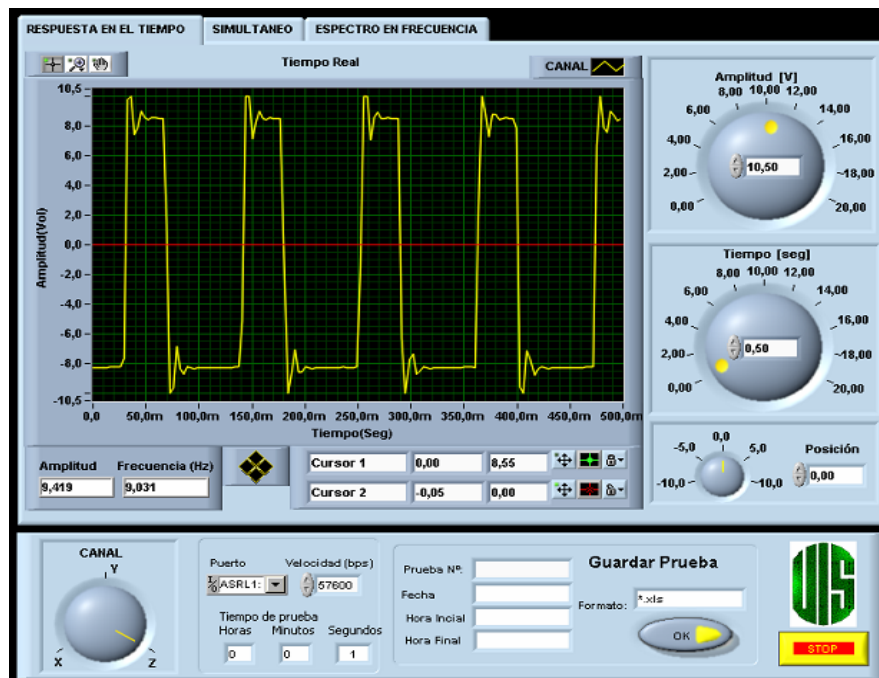 RESPUESTA EN EL TIEMPO SIMULTANEO ESPECTRO EN FRECUENCIA
Tiempo Real
CANAL
10,5
8,0
6,0
4,0
2,0
0,0
-2,0
-4,0
-6,0
-8,0
-10,5
Amplitud(Vol)
0,0 50,0m 100,0m 150,0m 200,0m 250,0m 300,0m 350,0m 400,0m 450,0m 500,0m
Tiempo(Seg)
Amplitud Frecuencia (Hz)
9,419 9,031
Cursor 1 0,00 8,55
Cursor 2 -0,05 0,00
Amplitud [V]
0,00 2,00 4,00 6,00 8,00 10,00 12,00 14,00 16,00 18,00 20,00
10,50
Tiempo [seg]
0,00 2,00 4,00 6,00 8,00 10,00 12,00 14,00 16,00 18,00 20,00
0,50
-10,0 -5,0 0,0 5,0 10,0
Posición
0,00
CANAL
X Y Z
Puerto Velocidad (bps)
ASRL1: 57600
Tiempo de prueba
Horas Minutos Segundos
0 0 1
Prueba Nº:
Fecha
Hora Incial
Hora Final
Guardar Prueba
Formato: *.xls
OK
UIS
STOP